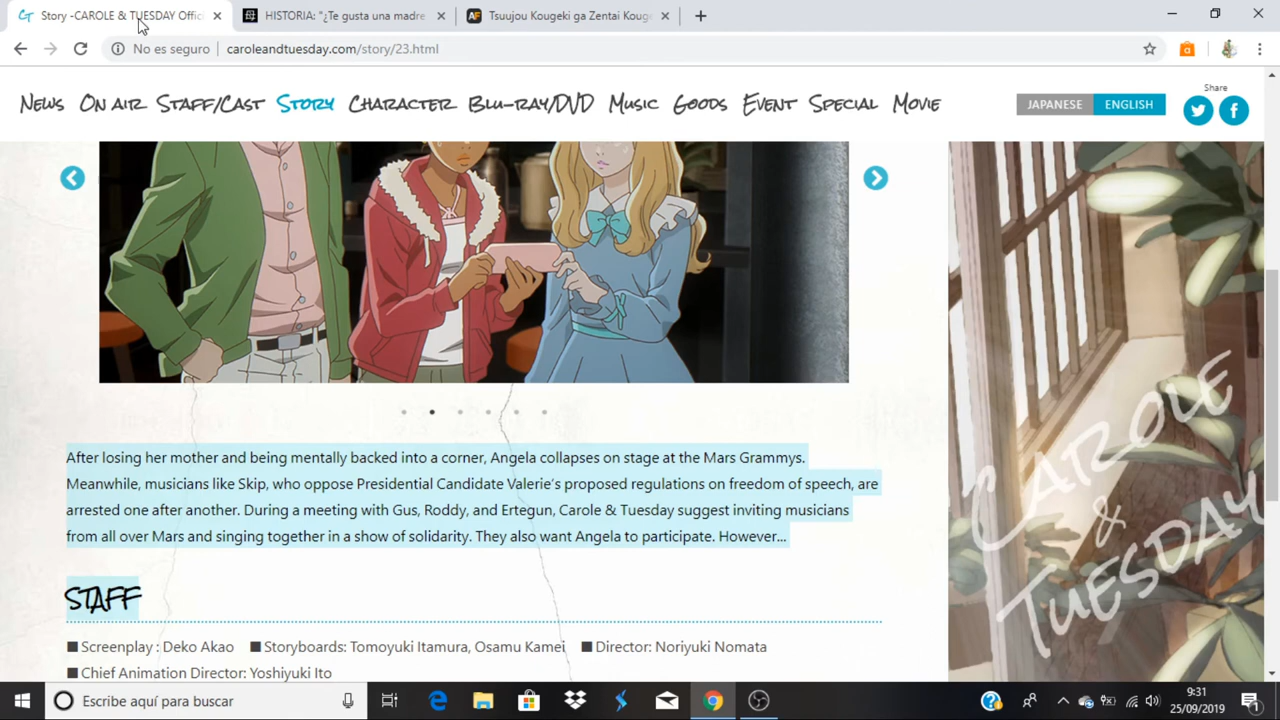 Story -CAROLE & TUESDAY Offici
HISTORIA: "¿Te gusta una madre
Tsuujou Kougeki ga Zentai Kouge
No es seguro caroleandtuesday.com/story/23.html
News On air Staff/Cast Story Character Blu-ray/DVD Music Goods Event Special Movie
JAPANESE ENGLISH
Share
After losing her mother and being mentally backed into a corner, Angela collapses on stage at the Mars Grammys.
Meanwhile, musicians like Skip, who oppose Presidential Candidate Valerie's proposed regulations on freedom of speech, are
arrested one after another. During a meeting with Gus, Roddy, and Ertegun, Carole & Tuesday suggest inviting musicians
from all over Mars and singing together in a show of solidarity. They also want Angela to participate. However...
STAFF
■ Screenplay : Deko Akao ■ Storyboards: Tomoyuki Itamura, Osamu Kamei ■ Director: Noriyuki Nomata
■ Chief Animation Director: Yoshiyuki Ito
CAROLE
&
TUESDAY
Escribe aquí para buscar
9:31
25/09/2019
1